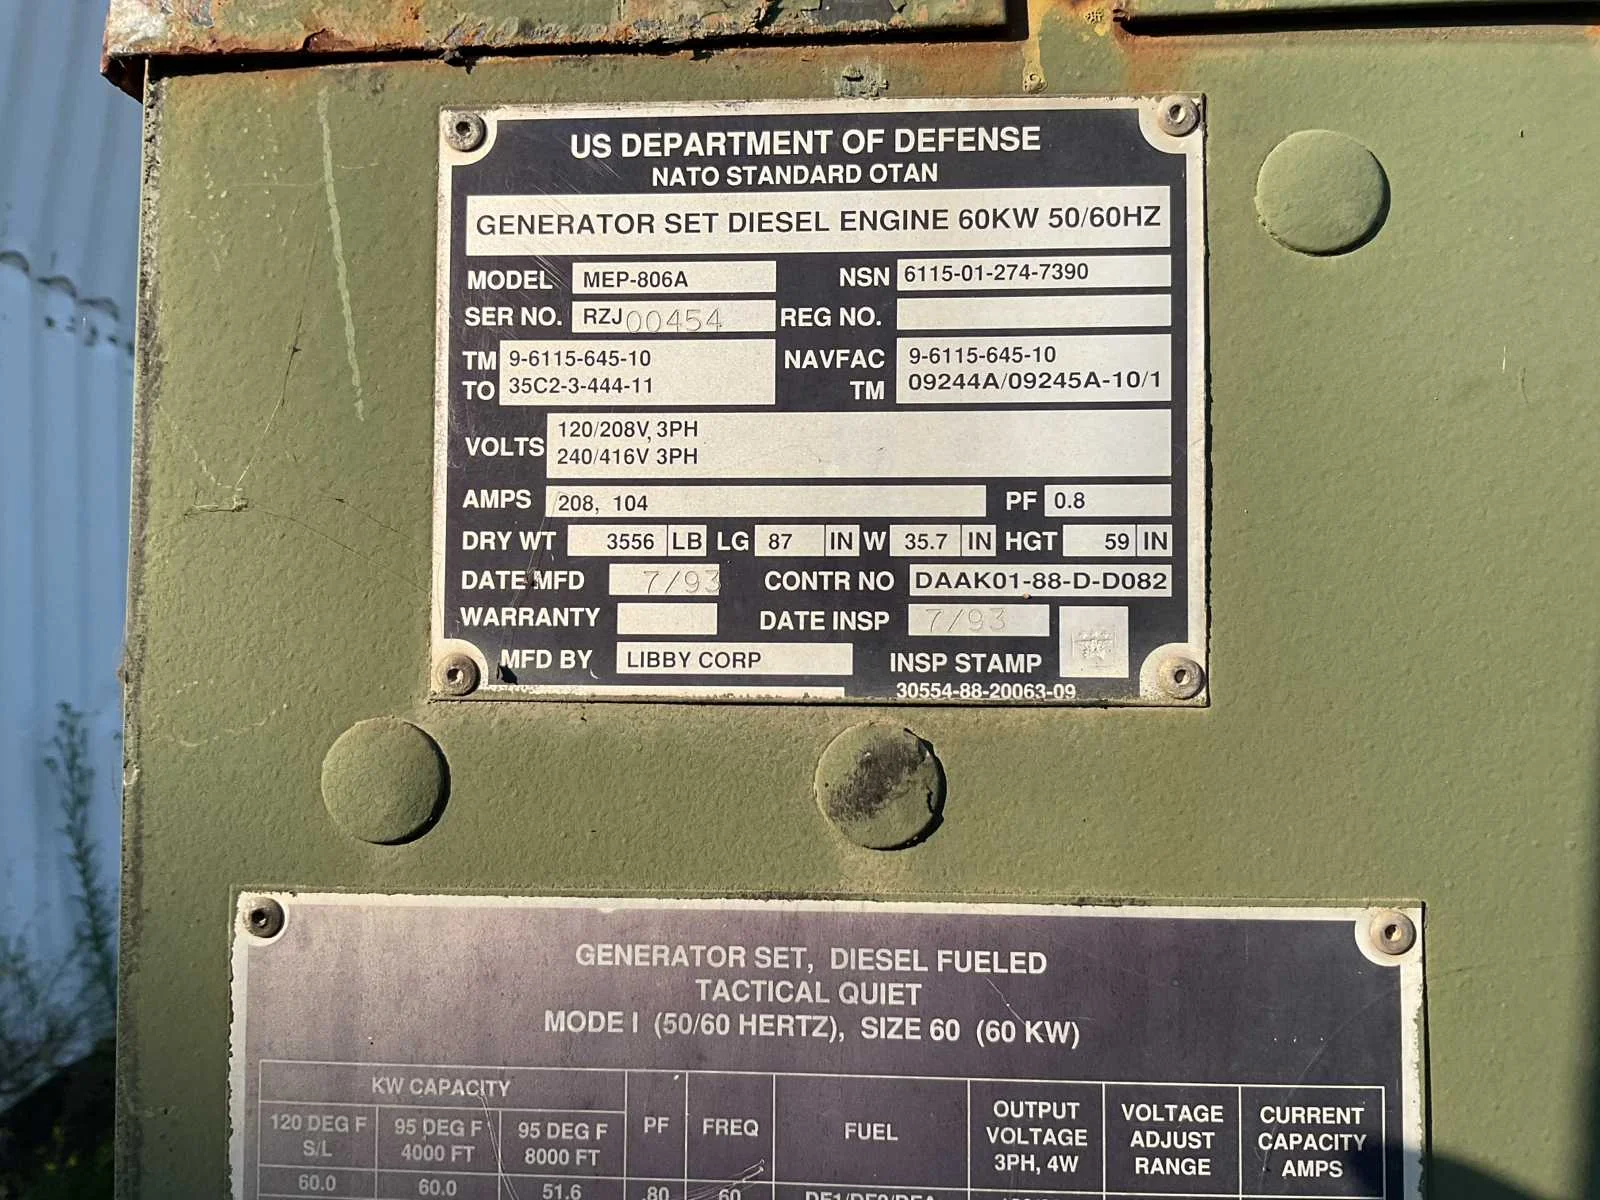 US DEPARTMENT OF DEFENSE
NATO STANDARD OTAN
GENERATOR SET DIESEL ENGINE 60KW 50/60HZ
MODEL MEP-806A NSN 6115-01-274-7390
SER NO. RZJ 00454 REG NO.
TM 9-6115-645-10 NAVFAC 9-6115-645-10
TO 35C2-3-444-11 TM 09244A/09245A-10/1
VOLTS 120/208V, 3PH
240/416V 3PH
AMPS 208, 104 PF 0.8
DRY WT 3556 LB LG 87 IN W 35.7 IN HGT 59 IN
DATE MFD 7/93 CONTR NO DAAK01-88-D-D082
WARRANTY DATE INSP 7/93
MFD BY LIBBY CORP INSP STAMP
30554-88-20063-09
GENERATOR SET, DIESEL FUELED
TACTICAL QUIET
MODE I (50/60 HERTZ), SIZE 60 (60 KW)
KW CAPACITY
120 DEG F S/L
95 DEG F 4000 FT
95 DEG F 8000 FT
PF
FREQ
FUEL
OUTPUT VOLTAGE 3PH, 4W
VOLTAGE ADJUST RANGE
CURRENT CAPACITY AMPS
60.0 60.0 51.6 .80 60